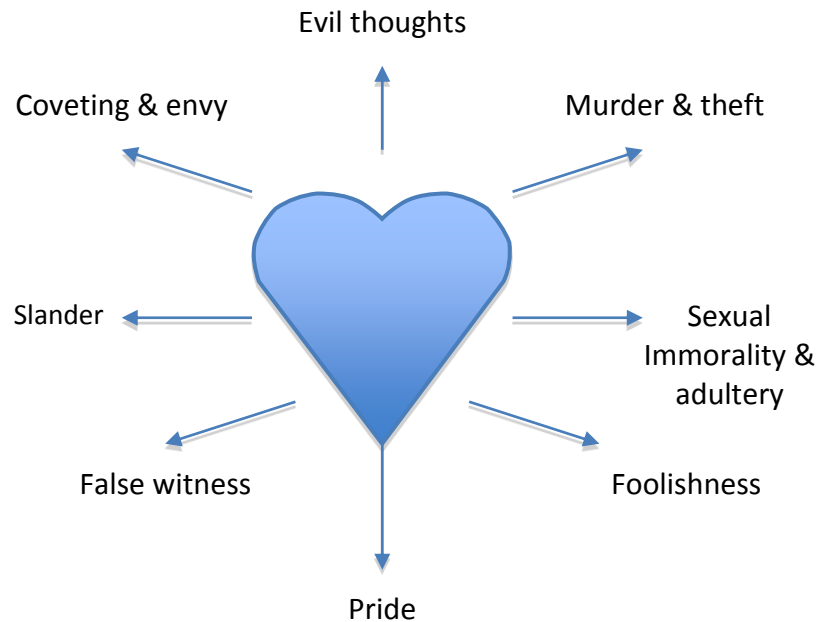 Evil thoughts
Coveting & envy
Murder & theft
Slander
Sexual
Immorality &
adultery
False witness
Foolishness
Pride